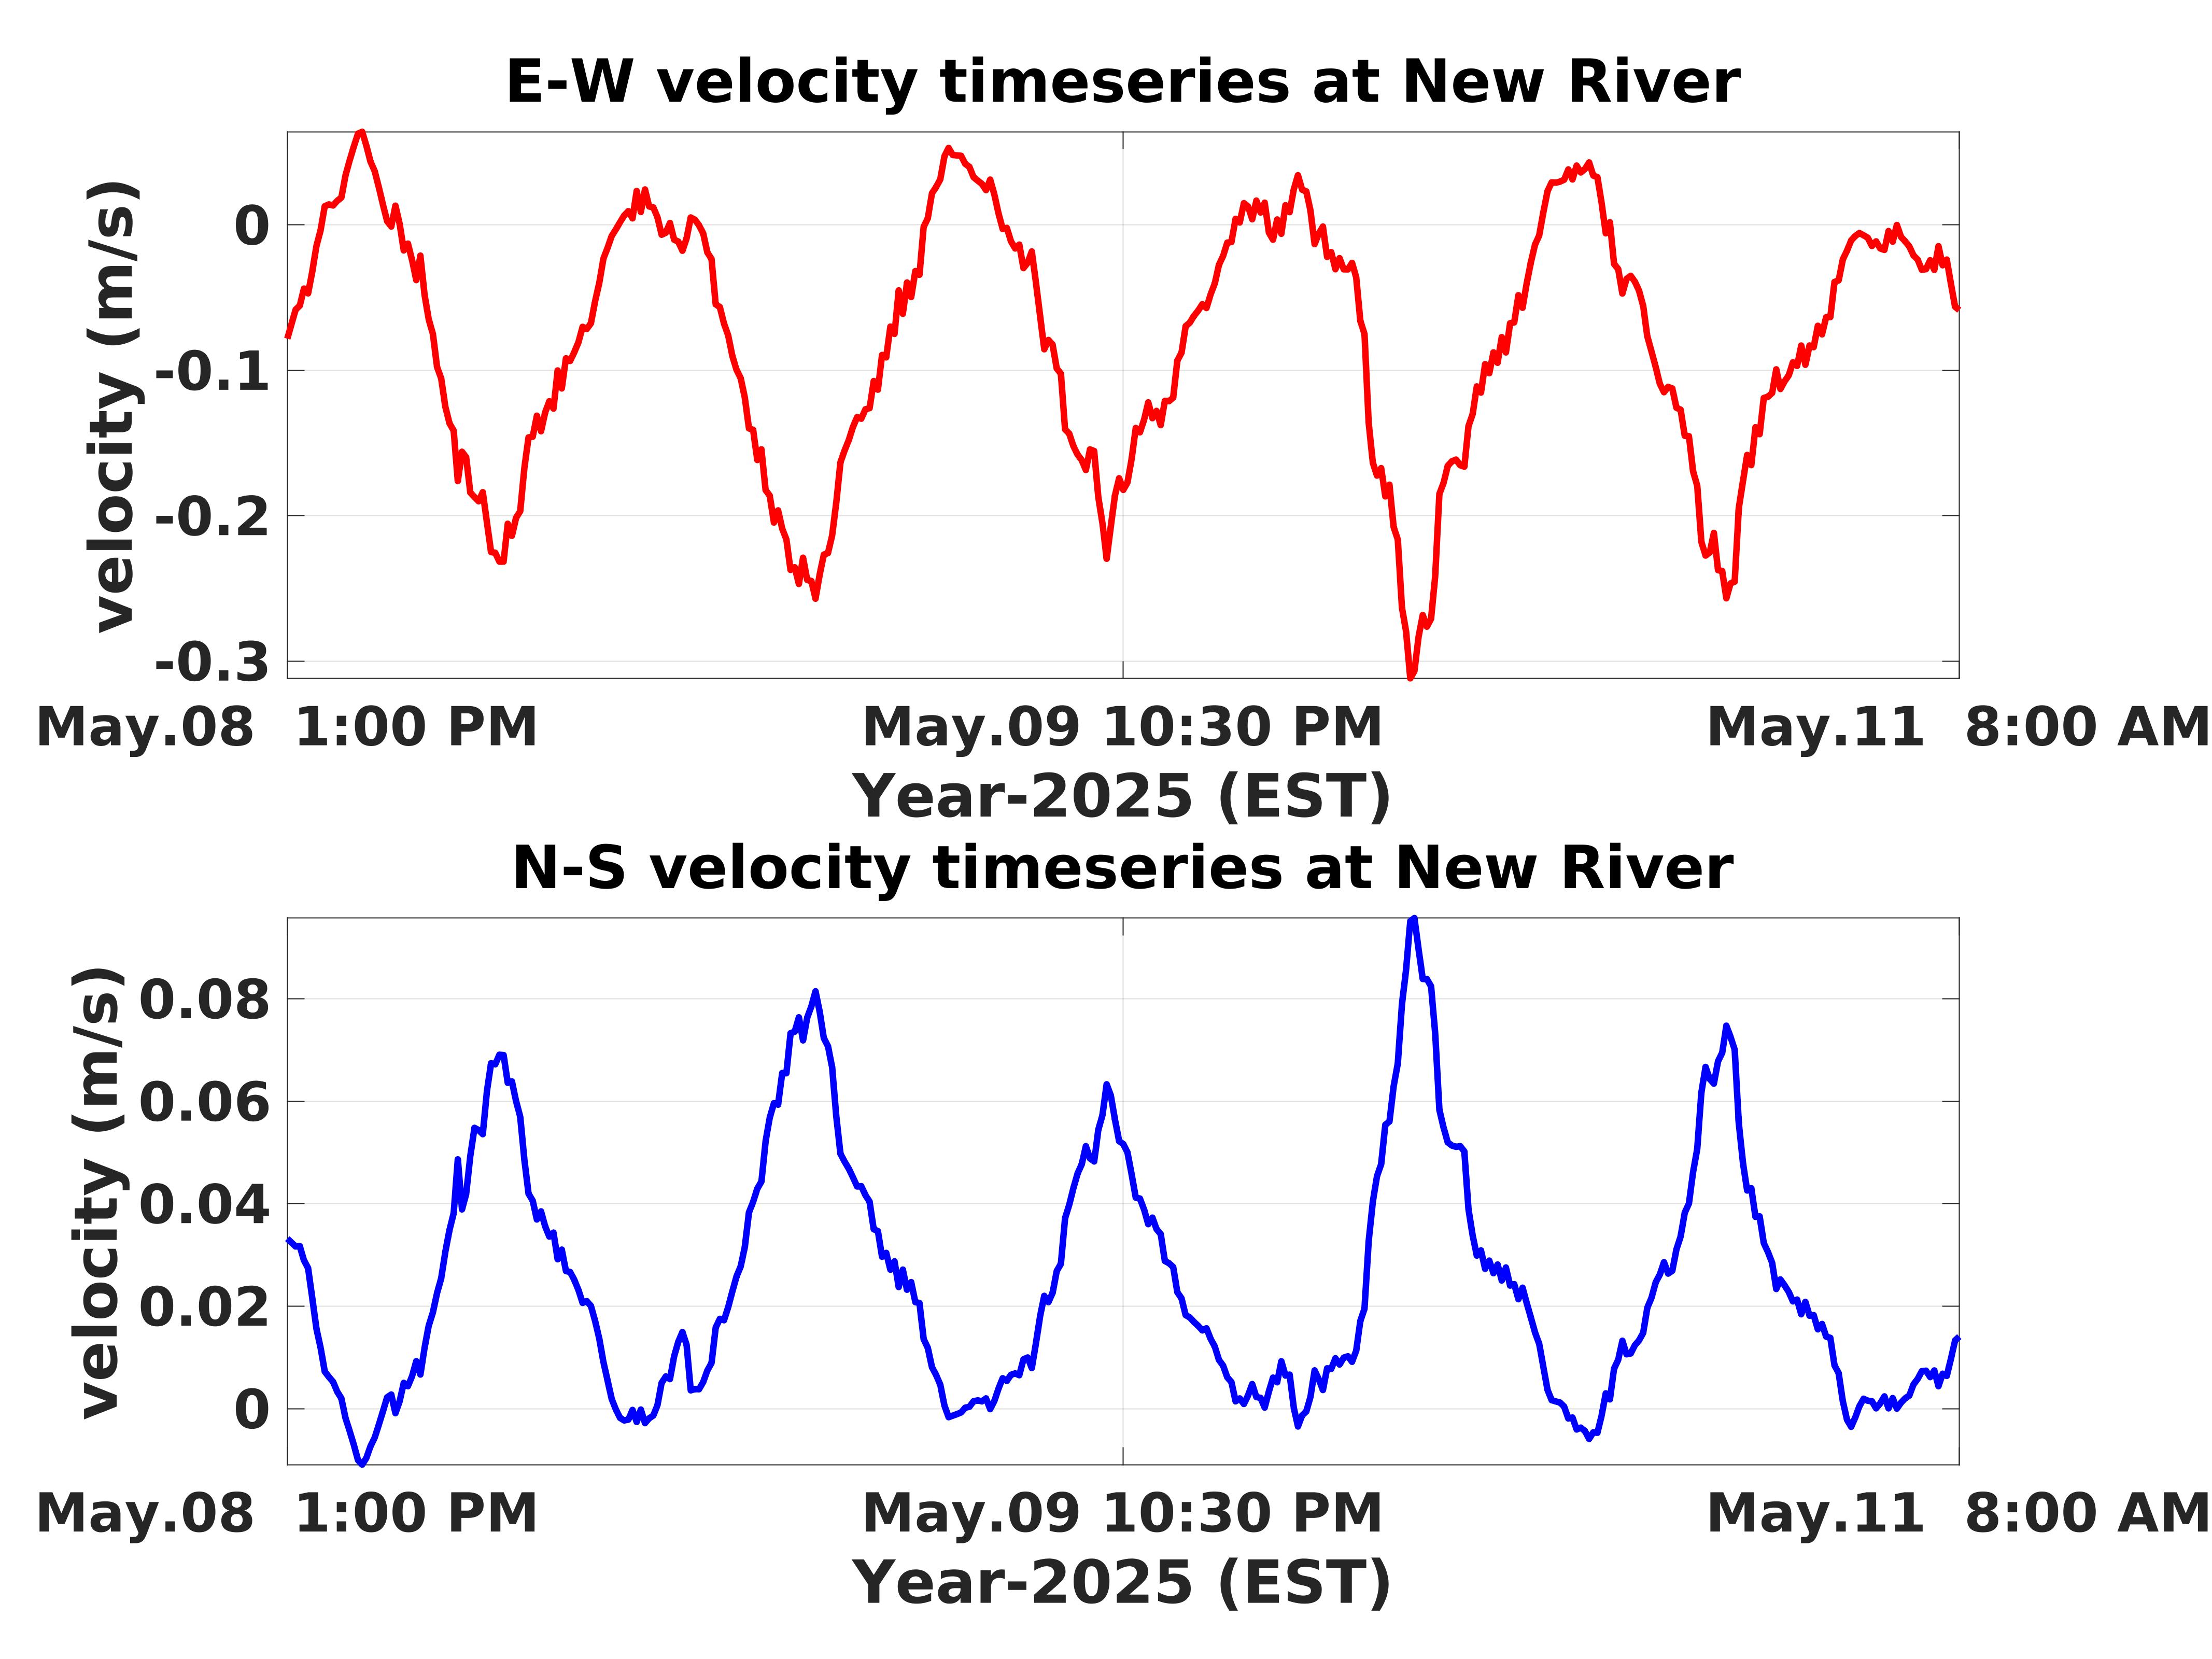 E-W velocity timeseries at New River
velocity (m/s)
0
-0.1
-0.2
-0.3
May.08 1:00 PM May.09 10:30 PM May.11 8:00 AM
Year-2025 (EST)
N-S velocity timeseries at New River
velocity (m/s)
0.08
0.06
0.04
0.02
0
May.08 1:00 PM May.09 10:30 PM May.11 8:00 AM
Year-2025 (EST)